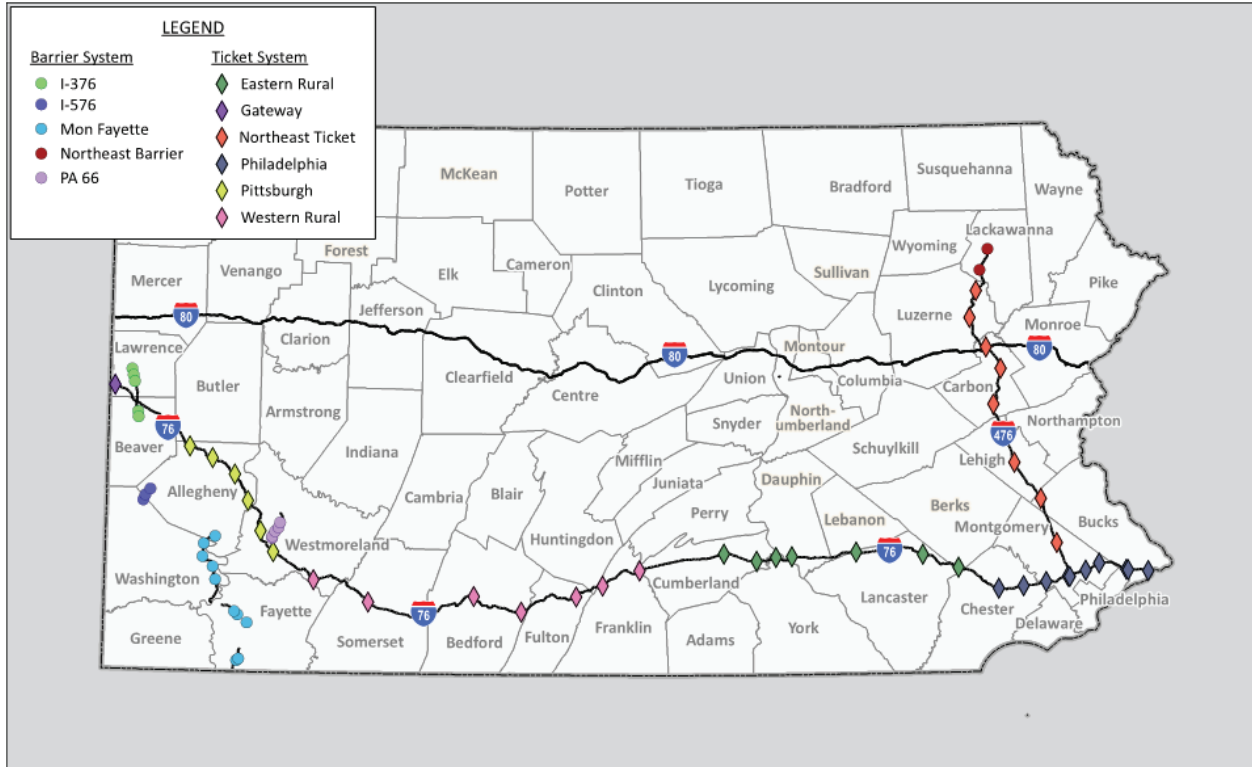 LEGEND
Barrier System
I-376
I-576
Mon Fayette
Northeast Barrier
PA 66
Ticket System
Eastern Rural
Gateway
Northeast Ticket
Philadelphia
Pittsburgh
Western Rural
McKean
Potter
Tioga
Bradford
Susquehanna
Wayne
Forest
Wyoming
Lackawanna
Mercer
Venango
Elk
Cameron
Clinton
Lycoming
Sullivan
Pike
Jefferson
Luzerne
Monroe
80
Lawrence
Clarion
80
Montour
80
Butler
Clearfield
Centre
Union
Columbia
Carbon
Armstrong
Snyder
North-
umberland
Northampton
76
476
Beaver
Indiana
Mifflin
Schuylkill
Lehigh
Allegheny
Cambria
Blair
Juniata
Dauphin
Berks
Perry
Lebanon
Montgomery
Bucks
Westmoreland
Huntingdon
76
Washington
Cumberland
Lancaster
Philadelphia
Fayette
76
Chester
Delaware
Greene
Somerset
Bedford
Fulton
Franklin
Adams
York